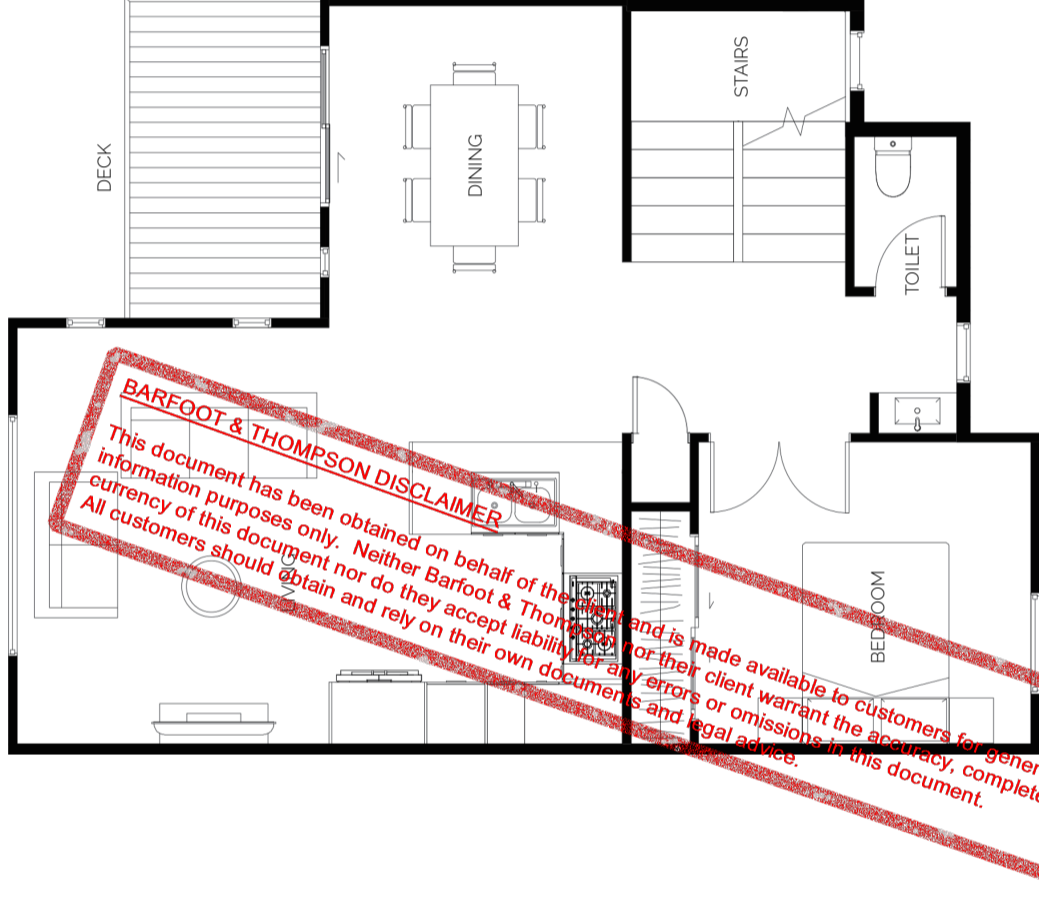 DECK
DINING
STAIRS
TOILET
LIVING
BEDROOM
BARFOOT & THOMPSON DISCLAIMER
This document has been obtained on behalf of the client and is made available to customers for gener
information purposes only. Neither Barfoot & Thompson nor their client warrant the accuracy, complete
currency of this document nor do they accept liability for any errors or omissions in this document.
All customers should obtain and rely on their own documents and legal advice.